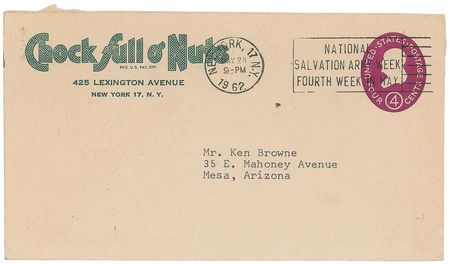 Chock full o' Nuts
REG. U.S. PAT. OFF.
425 LEXINGTON AVENUE
NEW YORK 17, N. Y.
NEW YORK, 17, N.Y.
MAY 28
9-PM
1962
NATIONAL
SALVATION ARMY WEEK
FOURTH WEEK IN MAY
UNITED·STATES·POSTAGE
FOUR 4 CENTS
Mr. Ken Browne
35 E. Mahoney Avenue
Mesa, Arizona